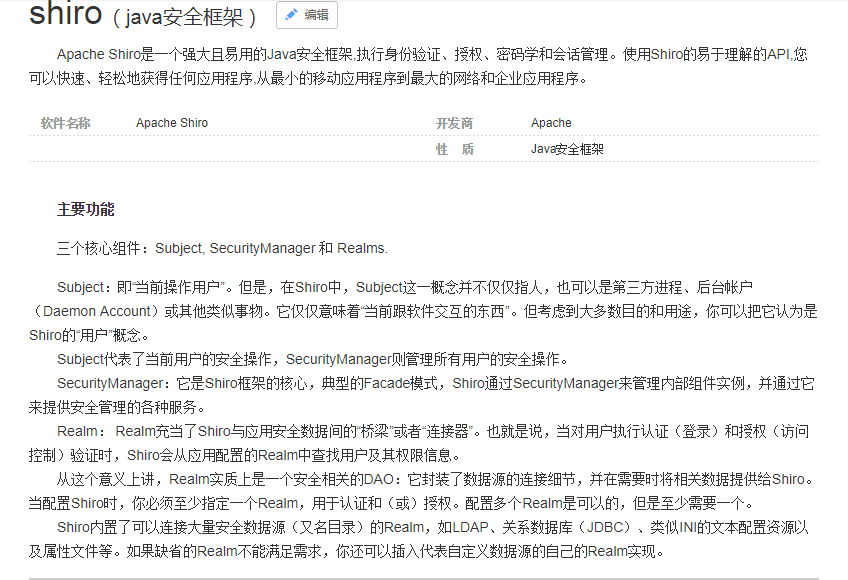 shiro（java安全框架） 编辑
Apache Shiro是一个强大且易用的Java安全框架,执行身份验证、授权、密码学和会话管理。使用Shiro的易于理解的API,您
可以快速、轻松地获得任何应用程序,从最小的移动应用程序到最大的网络和企业应用程序。
软件名称 Apache Shiro 开发商 Apache
性 质 Java安全框架
主要功能
三个核心组件：Subject, SecurityManager 和 Realms.
Subject：即“当前操作用户”。但是，在Shiro中，Subject这一概念并不仅仅指人，也可以是第三方进程、后台帐户
（Daemon Account）或其他类似事物。它仅仅意味着“当前跟软件交互的东西”。但考虑到大多数目的和用途，你可以把它认为是
Shiro的“用户”概念。
Subject代表了当前用户的安全操作，SecurityManager则管理所有用户的安全操作。
SecurityManager：它是Shiro框架的核心，典型的Facade模式，Shiro通过SecurityManager来管理内部组件实例，并通过它
来提供安全管理的各种服务。
Realm： Realm充当了Shiro与应用安全数据间的“桥梁”或者“连接器”。也就是说，当对用户执行认证（登录）和授权（访问
控制）验证时，Shiro会从应用配置的Realm中查找用户及其权限信息。
从这个意义上讲，Realm实质上是一个安全相关的DAO：它封装了数据源的连接细节，并在需要时将相关数据提供给Shiro。
当配置Shiro时，你必须至少指定一个Realm，用于认证和（或）授权。配置多个Realm是可以的，但是至少需要一个。
Shiro内置了可以连接大量安全数据源（又名目录）的Realm，如LDAP、关系数据库（JDBC）、类似INI的文本配置资源以
及属性文件等。如果缺省的Realm不能满足需求，你还可以插入代表自定义数据源的自己的Realm实现。